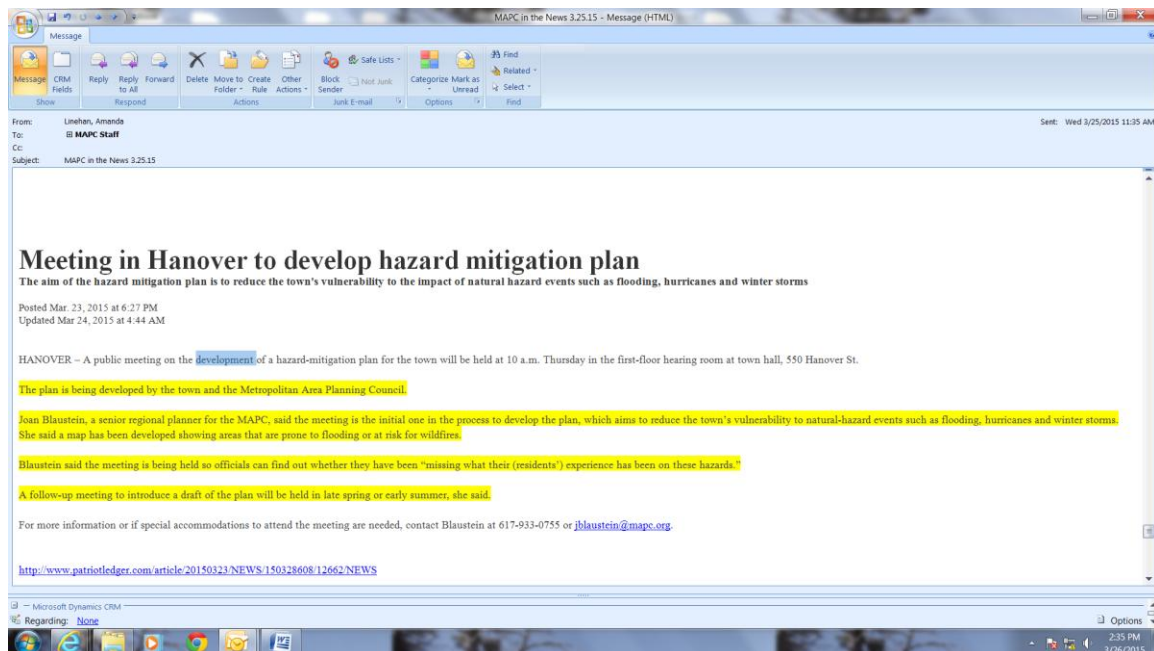 MAPC in the News 3.25.15 - Message (HTML)
Message
Message CRM Fields Reply Reply to All Forward Delete Move to Folder Create Rule Other Actions Block Sender Safe Lists Not Junk Categorize Mark as Unread Find Related Select
Show Respond Actions Junk E-mail Options Find
From: Linehan, Amanda Sent: Wed 3/25/2015 11:35 AM
To: MAPC Staff
Cc:
Subject: MAPC in the News 3.25.15
Meeting in Hanover to develop hazard mitigation plan
The aim of the hazard mitigation plan is to reduce the town's vulnerability to the impact of natural hazard events such as flooding, hurricanes and winter storms
Posted Mar. 23, 2015 at 6:27 PM
Updated Mar 24, 2015 at 4:44 AM
HANOVER – A public meeting on the development of a hazard-mitigation plan for the town will be held at 10 a.m. Thursday in the first-floor hearing room at town hall, 550 Hanover St.
The plan is being developed by the town and the Metropolitan Area Planning Council.
Joan Blaustein, a senior regional planner for the MAPC, said the meeting is the initial one in the process to develop the plan, which aims to reduce the town's vulnerability to natural-hazard events such as flooding, hurricanes and winter storms.
She said a map has been developed showing areas that are prone to flooding or at risk for wildfires.
Blaustein said the meeting is being held so officials can find out whether they have been "missing what their (residents') experience has been on these hazards."
A follow-up meeting to introduce a draft of the plan will be held in late spring or early summer, she said.
For more information or if special accommodations to attend the meeting are needed, contact Blaustein at 617-933-0755 or jblaustein@mapc.org.
http://www.patriotledger.com/article/20150323/NEWS/150328608/12662/NEWS
Microsoft Dynamics CRM
Regarding: None Options
2:35 PM
3/26/2015